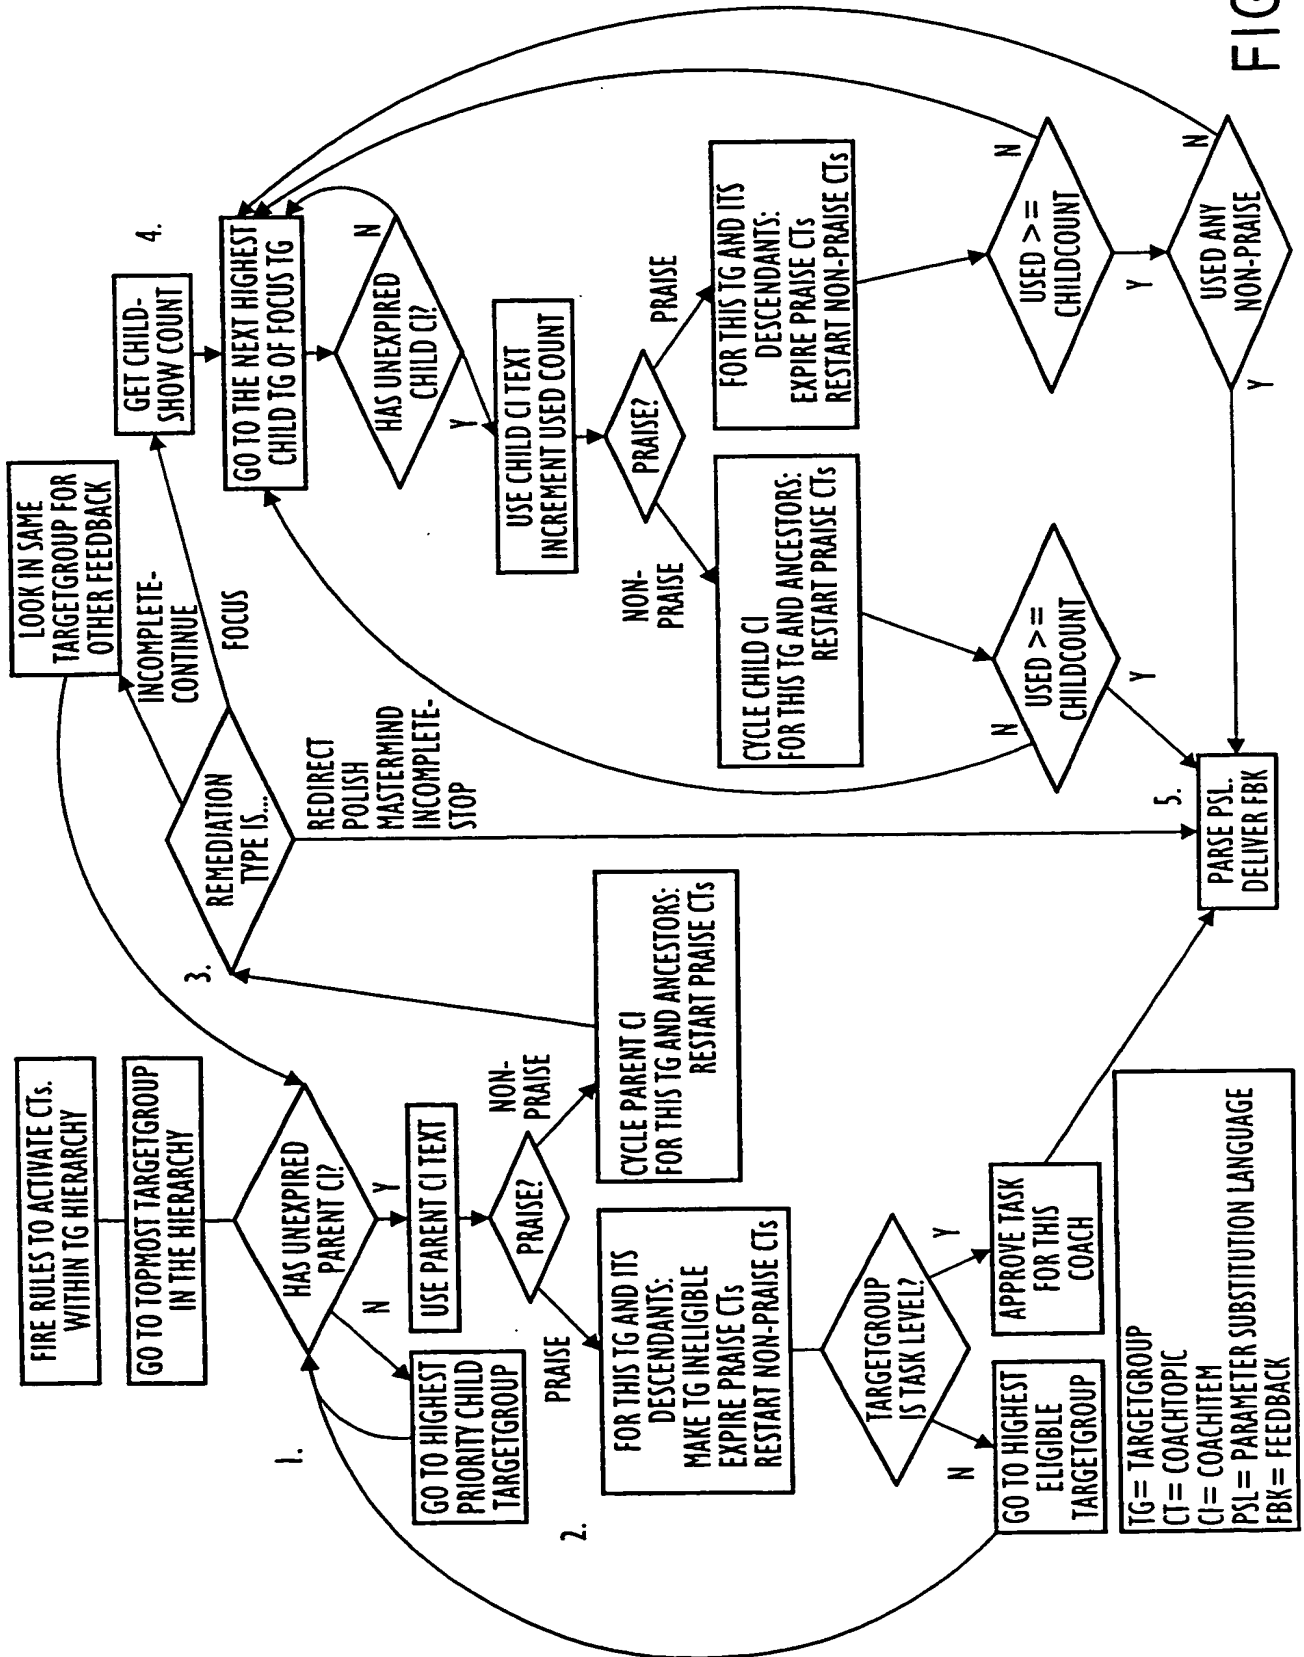 FIRE RULES TO ACTIVATE CTs.
WITHIN TG HIERARCHY
GO TO TOPMOST TARGETGROUP
IN THE HIERARCHY
1.
HAS UNEXPIRED
PARENT CI?
N
Y
GO TO HIGHEST
PRIORITY CHILD
TARGETGROUP
USE PARENT CI TEXT
2.
PRAISE?
PRAISE
NON-
PRAISE
FOR THIS TG AND ITS
DESCENDANTS:
MAKE TG INELIGIBLE
EXPIRE PRAISE CTs
RESTART NON-PRAISE CTs
CYCLE PARENT CI
FOR THIS TG AND ANCESTORS:
RESTART PRAISE CTs
TARGETGROUP
IS TASK LEVEL?
N
Y
GO TO HIGHEST
ELIGIBLE
TARGETGROUP
APPROVE TASK
FOR THIS
COACH
TG= TARGETGROUP
CT= COACHTOPIC
CI= COACHITEM
PSL= PARAMETER SUBSTITUTION LANGUAGE
FBK= FEEDBACK
3.
REMEDIATION
TYPE IS...
INCOMPLETE-
CONTINUE
FOCUS
REDIRECT
POLISH
MASTERMIND
INCOMPLETE-
STOP
LOOK IN SAME
TARGETGROUP FOR
OTHER FEEDBACK
4.
GET CHILD-
SHOW COUNT
GO TO THE NEXT HIGHEST
CHILD TG OF FOCUS TG
HAS UNEXPIRED
CHILD CI?
N
Y
USE CHILD CI TEXT
INCREMENT USED COUNT
PRAISE?
NON-
PRAISE
PRAISE
CYCLE CHILD CI
FOR THIS TG AND ANCESTORS:
RESTART PRAISE CTs
FOR THIS TG AND ITS
DESCENDANTS:
EXPIRE PRAISE CTs
RESTART NON-PRAISE CTs
USED >=
CHILDCOUNT
N
Y
USED >=
CHILDCOUNT
N
Y
USED ANY
NON-PRAISE
N
Y
5.
PARSE PSL.
DELIVER FBK
FIG